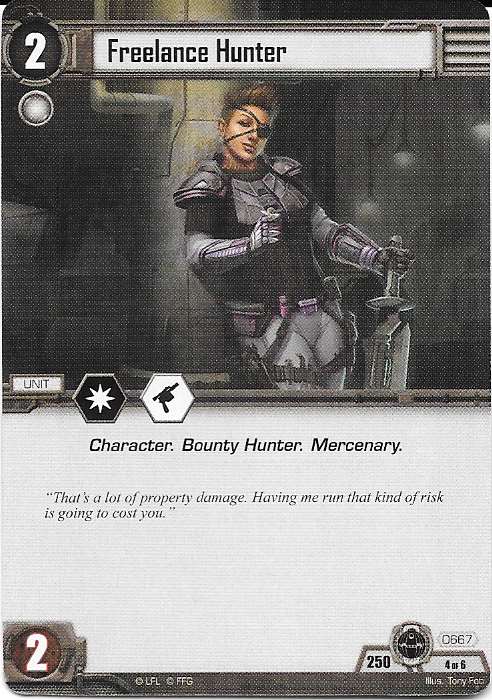 2
Freelance Hunter
UNIT
Character. Bounty Hunter. Mercenary.
"That's a lot of property damage. Having me run that kind of risk
is going to cost you."
2
250
0667
4 OF 6
© LFL © FFG
Illus. Tony Foti